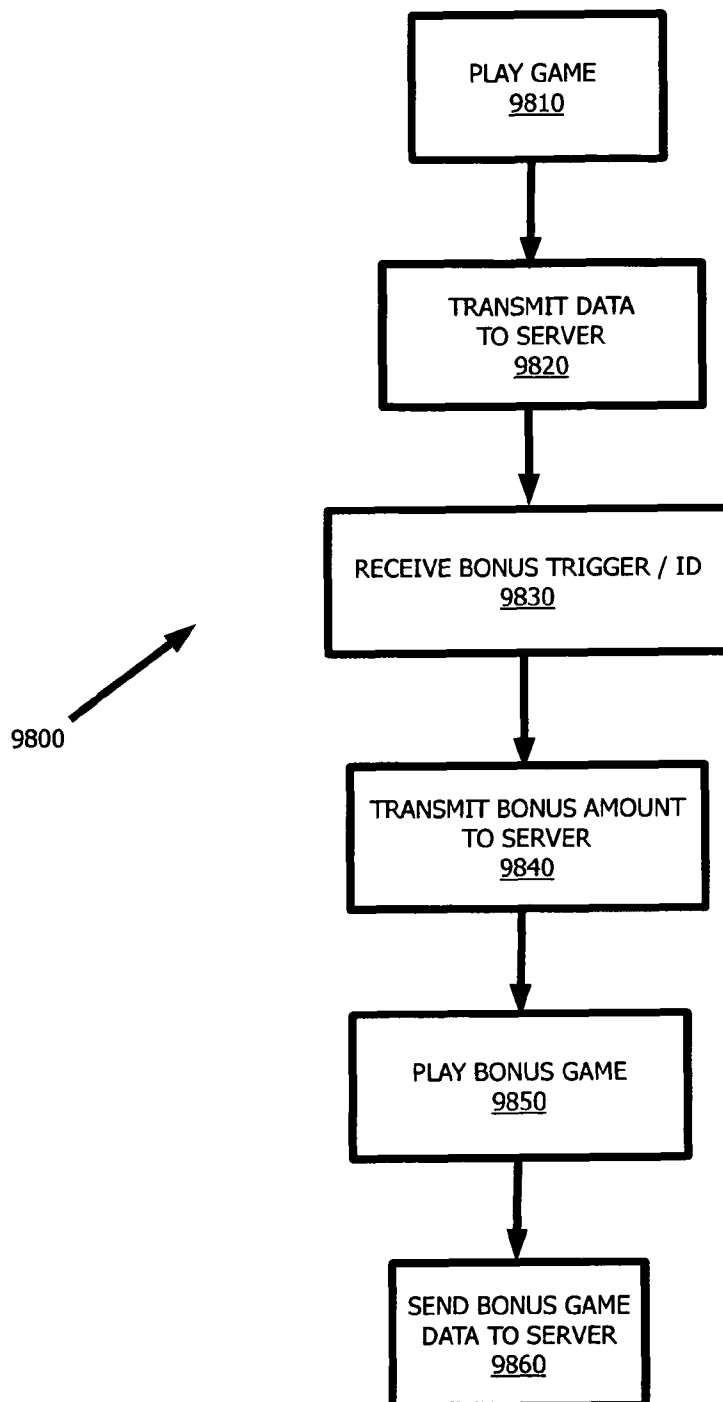 PLAY GAME
9810
TRANSMIT DATA
TO SERVER
9820
RECEIVE BONUS TRIGGER / ID
9830
9800
TRANSMIT BONUS AMOUNT
TO SERVER
9840
PLAY BONUS GAME
9850
SEND BONUS GAME
DATA TO SERVER
9860